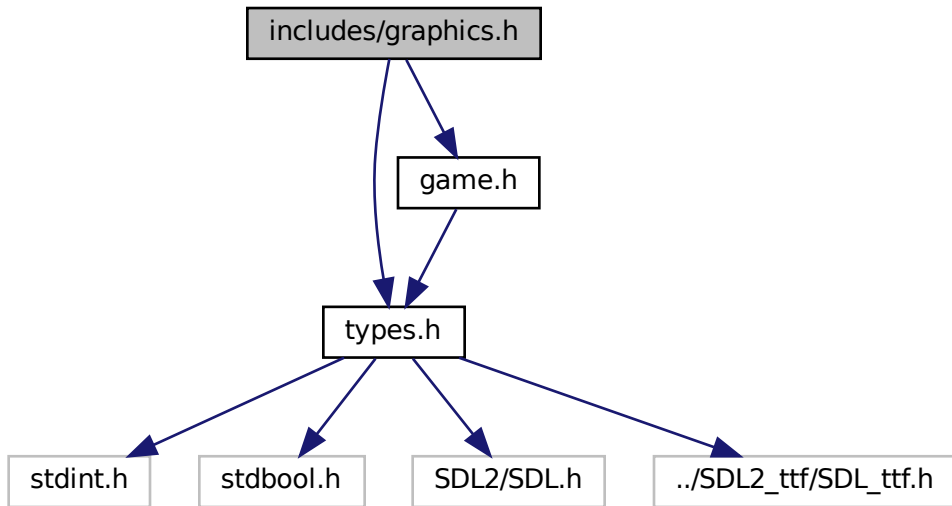 includes/graphics.h
game.h
types.h
stdint.h
stdbool.h
SDL2/SDL.h
../SDL2_ttf/SDL_ttf.h